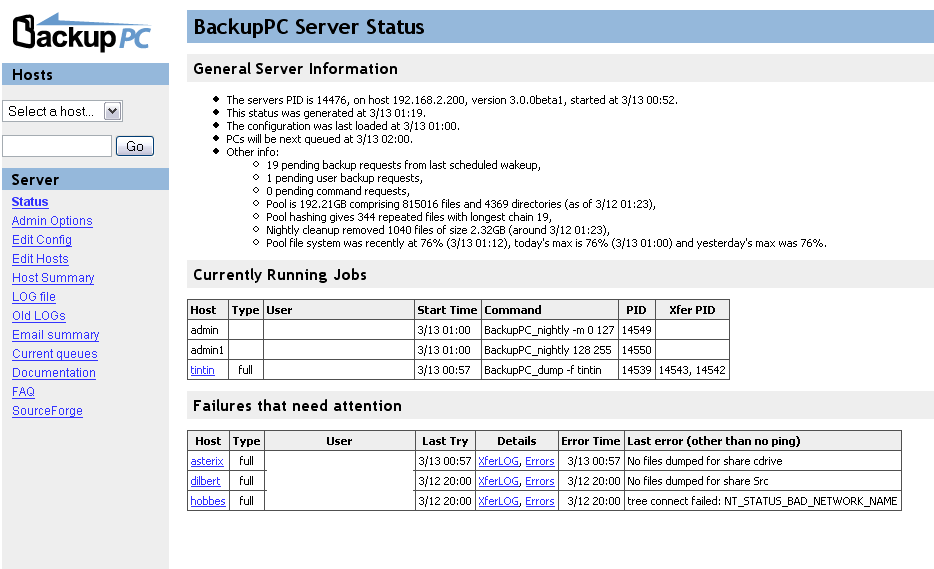 BackupPC
Hosts
Select a host...
Go
Server
Status
Admin Options
Edit Config
Edit Hosts
Host Summary
LOG file
Old LOGs
Email summary
Current queues
Documentation
FAQ
SourceForge
BackupPC Server Status
General Server Information
The servers PID is 14476, on host 192.168.2.200, version 3.0.0beta1, started at 3/13 00:52.
This status was generated at 3/13 01:19.
The configuration was last loaded at 3/13 01:00.
PCs will be next queued at 3/13 02:00.
Other info:
19 pending backup requests from last scheduled wakeup,
1 pending user backup requests,
0 pending command requests,
Pool is 192.21GB comprising 815016 files and 4369 directories (as of 3/12 01:23),
Pool hashing gives 344 repeated files with longest chain 19,
Nightly cleanup removed 1040 files of size 2.32GB (around 3/12 01:23),
Pool file system was recently at 76% (3/13 01:12), today's max is 76% (3/13 01:00) and yesterday's max was 76%.
Currently Running Jobs
Host Type User Start Time Command PID Xfer PID
admin 3/13 01:00 BackupPC_nightly -m 0 127 14549
admin1 3/13 01:00 BackupPC_nightly 128 255 14550
tintin full 3/13 00:57 BackupPC_dump -f tintin 14539 14543, 14542
Failures that need attention
Host Type User Last Try Details Error Time Last error (other than no ping)
asterix full 3/13 00:57 XferLOG, Errors 3/13 00:57 No files dumped for share cdrive
dilbert full 3/12 20:00 XferLOG, Errors 3/12 20:00 No files dumped for share Src
hobbes full 3/12 20:00 XferLOG, Errors 3/12 20:00 tree connect failed: NT_STATUS_BAD_NETWORK_NAME